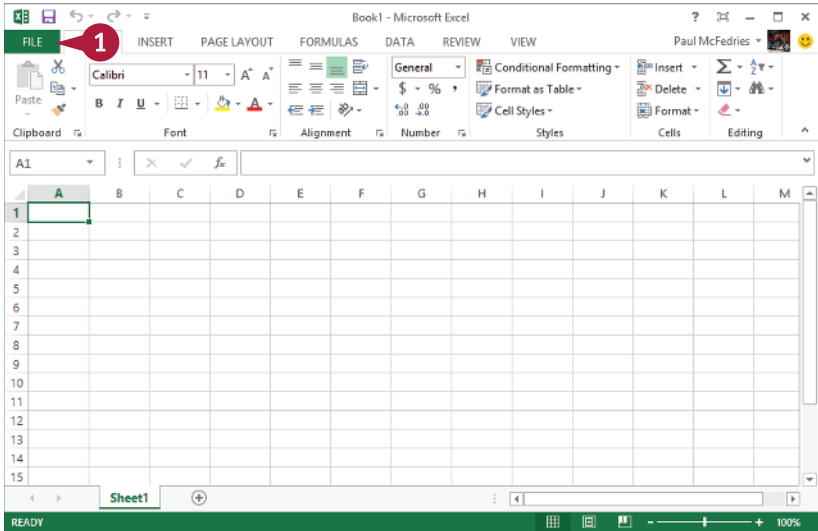 Book1 - Microsoft Excel ?
FILE 1 INSERT PAGE LAYOUT FORMULAS DATA REVIEW VIEW Paul McFedries
Calibri 11 A A General Conditional Formatting Insert Σ
Paste B I U A $ % , Format as Table Delete
.00 .0 Cell Styles Format
Clipboard Font Alignment Number Styles Cells Editing
A1 fx
A B C D E F G H I J K L M
1
2
3
4
5
6
7
8
9
10
11
12
13
14
15
Sheet1
READY - + 100%